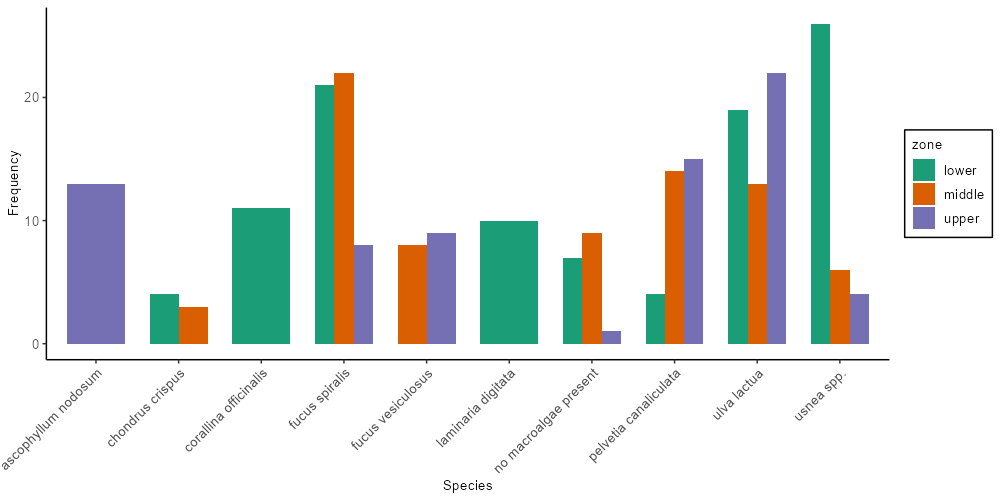 Frequency
20
10
0
ascophyllum nodosum
chondrus crispus
corallina officinalis
fucus spiralis
fucus vesiculosus
laminaria digitata
no macroalgae present
pelvetia canaliculata
ulva lactua
usnea spp.
Species
zone
lower
middle
upper